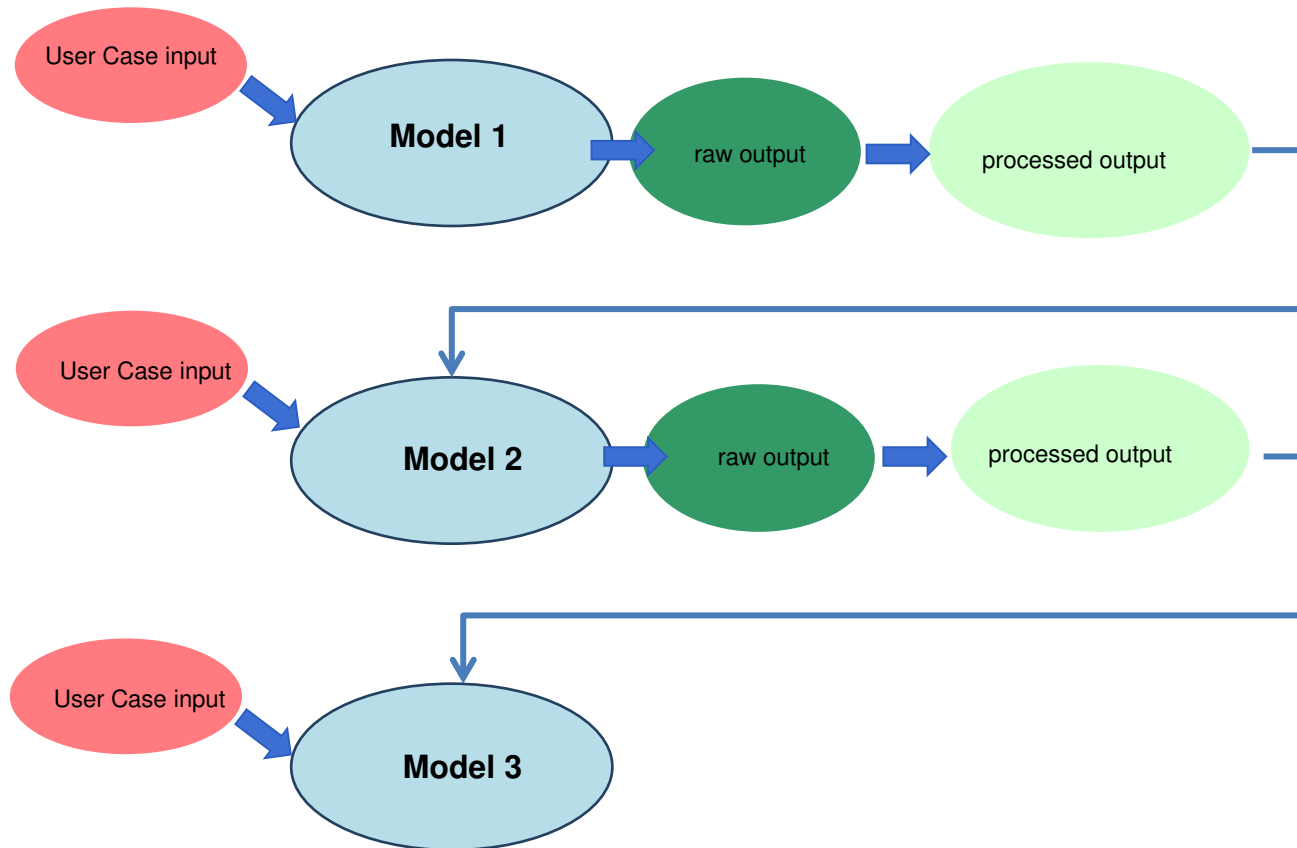 User Case input
Model 1
raw output
processed output
User Case input
Model 2
raw output
processed output
User Case input
Model 3